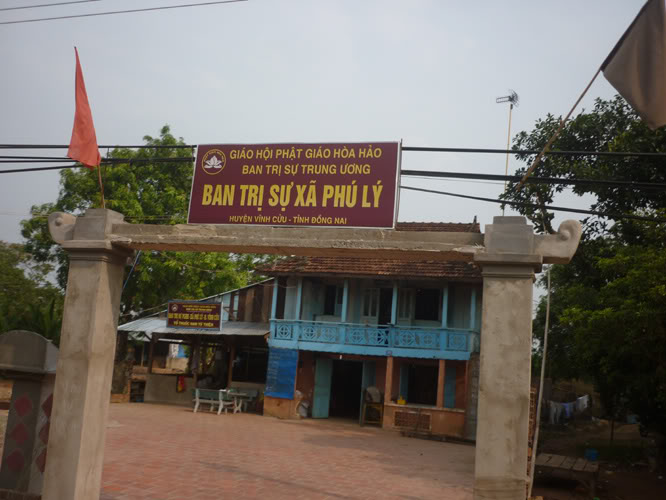 GIÁO HỘI PHẬT GIÁO HÒA HẢO
BAN TRỊ SỰ TRUNG ƯƠNG
BAN TRỊ SỰ XÃ PHÚ LÝ
HUYỆN VĨNH CỬU - TỈNH ĐỒNG NAI